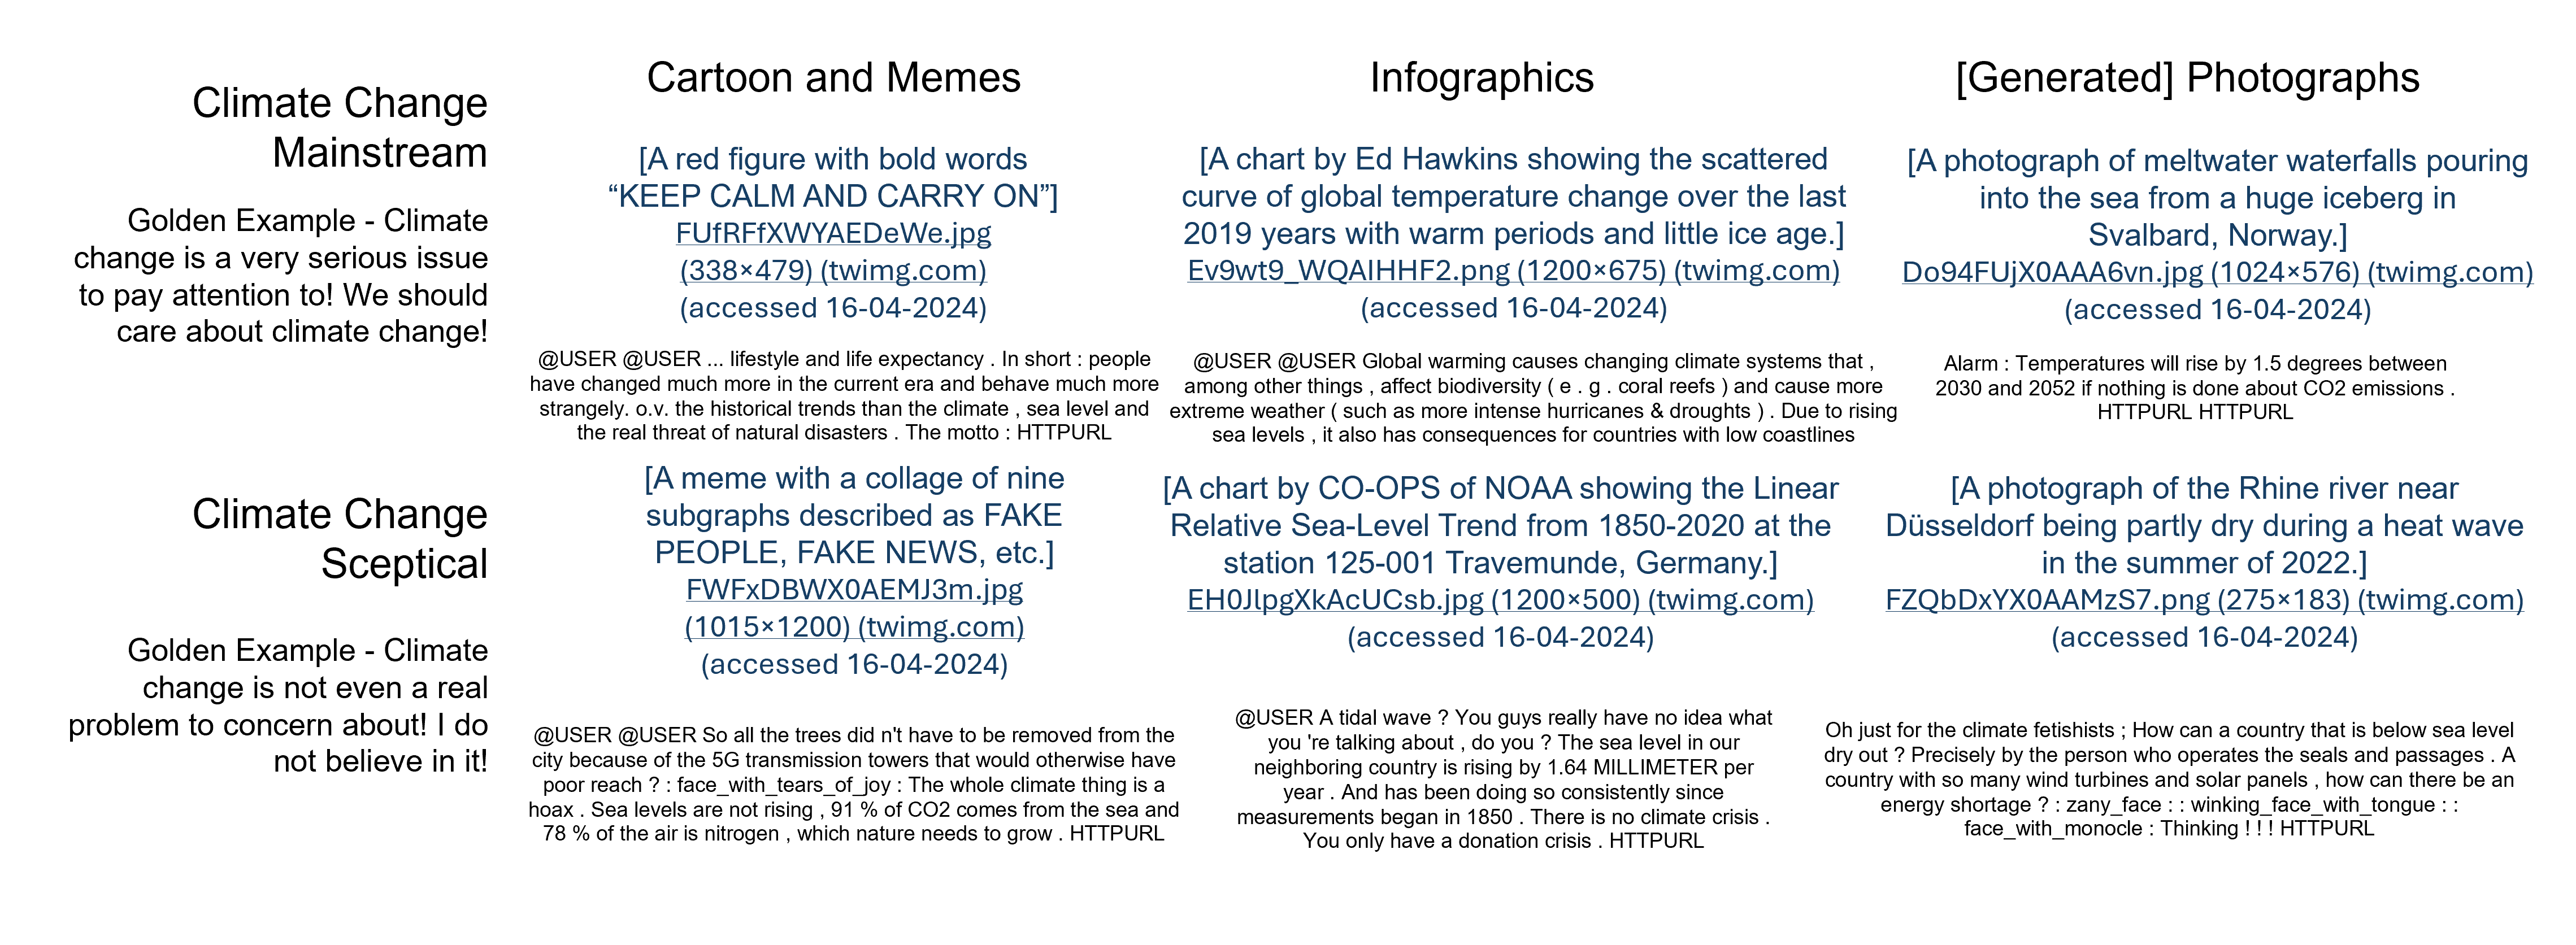 Cartoon and Memes
Infographics
[Generated] Photographs
Climate Change
Mainstream
Golden Example - Climate
change is a very serious issue
to pay attention to! We should
care about climate change!
[A red figure with bold words
“KEEP CALM AND CARRY ON”]
FUfRFfXWYAEDeWe.jpg
(338×479) (twimg.com)
(accessed 16-04-2024)
@USER @USER ... lifestyle and life expectancy . In short : people
have changed much more in the current era and behave much more
strangely. o.v. the historical trends than the climate , sea level and
the real threat of natural disasters . The motto : HTTPURL
[A chart by Ed Hawkins showing the scattered
curve of global temperature change over the last
2019 years with warm periods and little ice age.]
Ev9wt9_WQAIHHF2.png (1200×675) (twimg.com)
(accessed 16-04-2024)
@USER @USER Global warming causes changing climate systems that ,
among other things , affect biodiversity ( e . g . coral reefs ) and cause more
extreme weather ( such as more intense hurricanes & droughts ) . Due to rising
sea levels , it also has consequences for countries with low coastlines
[A photograph of meltwater waterfalls pouring
into the sea from a huge iceberg in
Svalbard, Norway.]
Do94FUjX0AAA6vn.jpg (1024×576) (twimg.com)
(accessed 16-04-2024)
Alarm : Temperatures will rise by 1.5 degrees between
2030 and 2052 if nothing is done about CO2 emissions .
HTTPURL HTTPURL
Climate Change
Sceptical
Golden Example - Climate
change is not even a real
problem to concern about! I do
not believe in it!
[A meme with a collage of nine
subgraphs described as FAKE
PEOPLE, FAKE NEWS, etc.]
FWFxDBWX0AEMJ3m.jpg
(1015×1200) (twimg.com)
(accessed 16-04-2024)
@USER @USER So all the trees did n't have to be removed from the
city because of the 5G transmission towers that would otherwise have
poor reach ? : face_with_tears_of_joy : The whole climate thing is a
hoax . Sea levels are not rising , 91 % of CO2 comes from the sea and
78 % of the air is nitrogen , which nature needs to grow . HTTPURL
[A chart by CO-OPS of NOAA showing the Linear
Relative Sea-Level Trend from 1850-2020 at the
station 125-001 Travemunde, Germany.]
EH0JlpgXkAcUCsb.jpg (1200×500) (twimg.com)
(accessed 16-04-2024)
@USER A tidal wave ? You guys really have no idea what
you 're talking about , do you ? The sea level in our
neighboring country is rising by 1.64 MILLIMETER per
year . And has been doing so consistently since
measurements began in 1850 . There is no climate crisis .
You only have a donation crisis . HTTPURL
[A photograph of the Rhine river near
Düsseldorf being partly dry during a heat wave
in the summer of 2022.]
FZQbDxYX0AAMzS7.png (275×183) (twimg.com)
(accessed 16-04-2024)
Oh just for the climate fetishists ; How can a country that is below sea level
dry out ? Precisely by the person who operates the seals and passages . A
country with so many wind turbines and solar panels , how can there be an
energy shortage ? : zany_face : : winking_face_with_tongue : :
face_with_monocle : Thinking ! ! ! HTTPURL